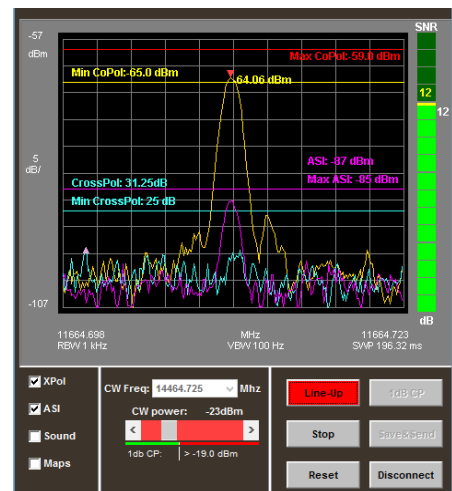 SNR
-57
dBm
Max CoPol:-59.0 dBm
Min CoPol:-65.0 dBm
-64.06 dBm
12
12
5
dB/
ASI: -87 dBm
CrossPol: 31.25dB
Max ASI: -85 dBm
Min CrossPol: 25 dB
-107
dB
11664.698 MHz 11664.723
RBW 1 kHz VBW 100 Hz SWP 196.32 ms
XPol
CW Freq: 14464.725 Mhz
Line-Up
1dB CP
ASI
CW power: -23dBm
Sound
Stop
Save&Send
1db CP: > -19.0 dBm
Maps
Reset
Disconnect